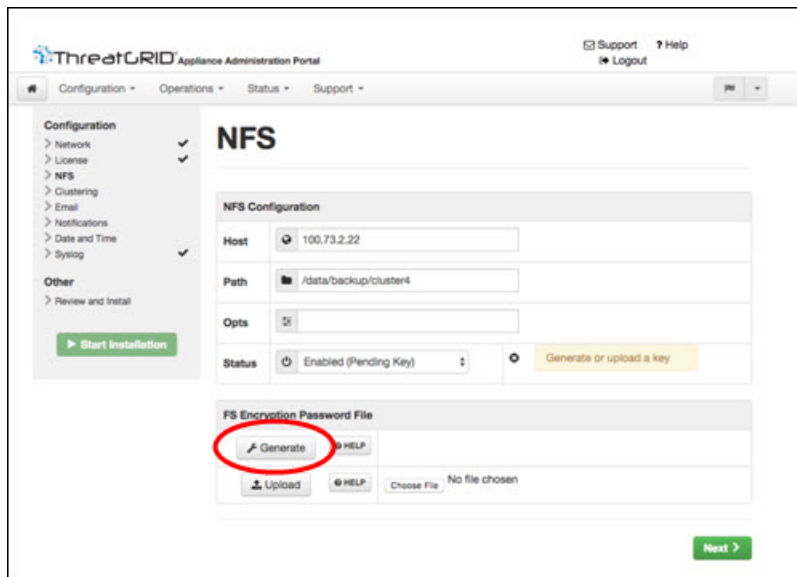 Support ? Help
ThreatGRID Appliance Administration Portal
Logout
Configuration Operations Status Support
Configuration
Network
License
NFS
Clustering
Email
Notifications
Date and Time
Syslog
Other
Review and Install
Start Installation
NFS
NFS Configuration
Host 100.73.2.22
Path /data/backup/cluster4
Opts
Status Enabled (Pending Key) Generate or upload a key
FS Encryption Password File
Generate HELP
Upload HELP Choose File No file chosen
Next